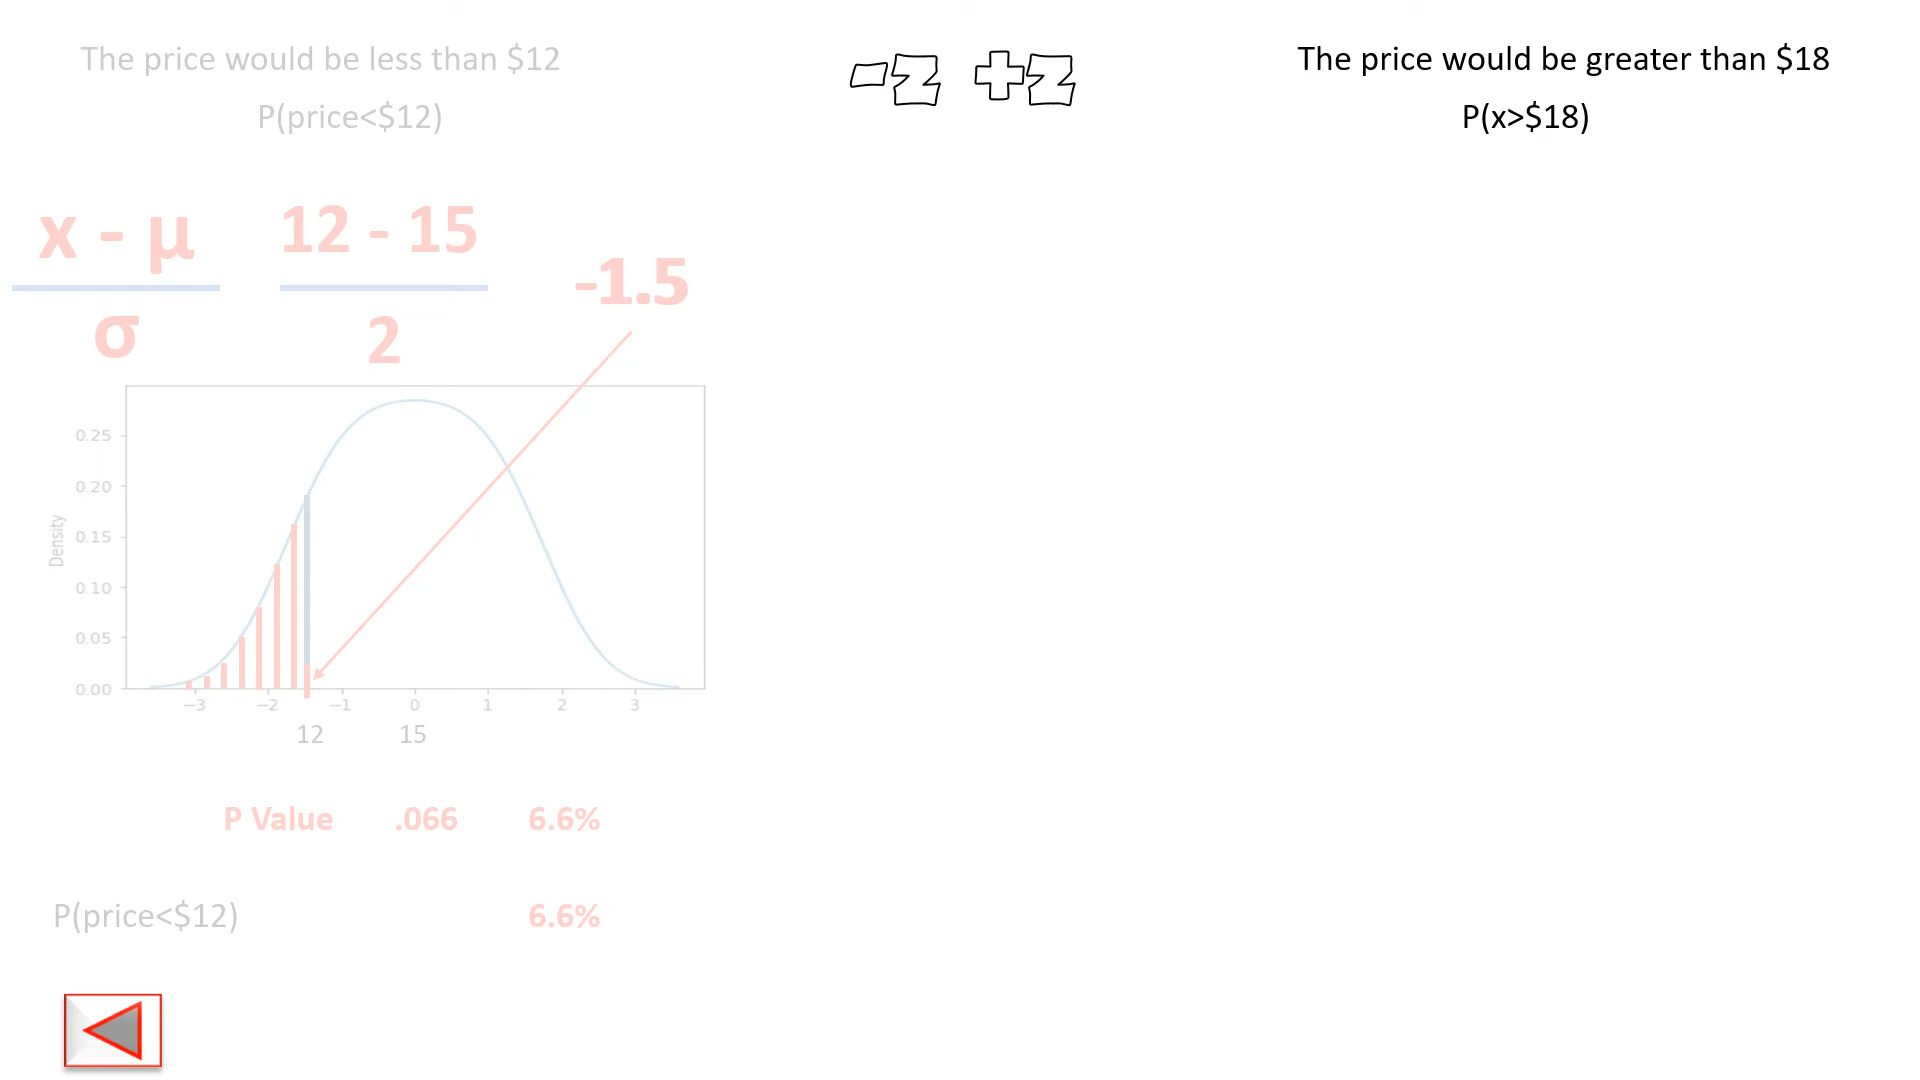 The price would be less than $12
P(price<$12)
x - μ
σ
12 - 15
2
-1.5
Density
0.25
0.20
0.15
0.10
0.05
0.00
−3 −2 −1 0 1 2 3
12 15
P Value .066 6.6%
P(price<$12) 6.6%
-Z +Z
The price would be greater than $18
P(x>$18)